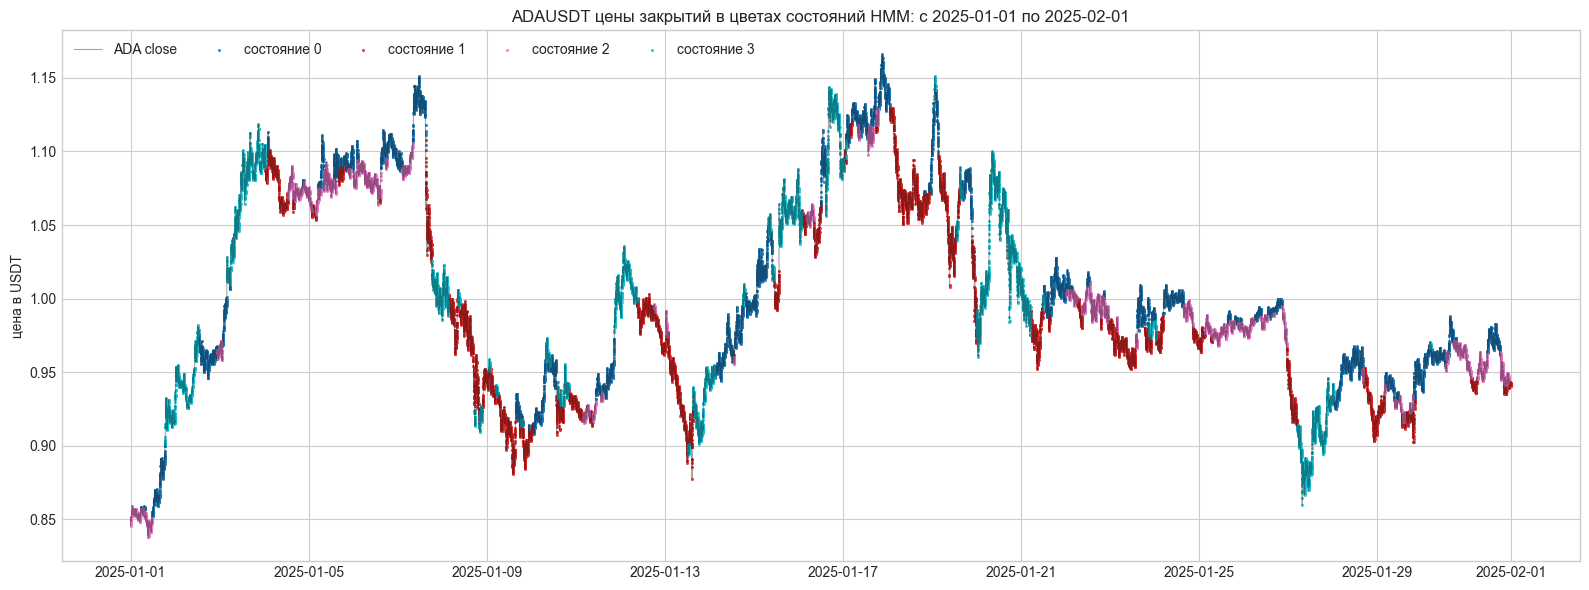 ADAUSDT цены закрытий в цветах состояний HMM: с 2025-01-01 по 2025-02-01
ADA close состояние 0 состояние 1 состояние 2 состояние 3
цена в USDT
1.15
1.10
1.05
1.00
0.95
0.90
0.85
2025-01-01 2025-01-05 2025-01-09 2025-01-13 2025-01-17 2025-01-21 2025-01-25 2025-01-29 2025-02-01